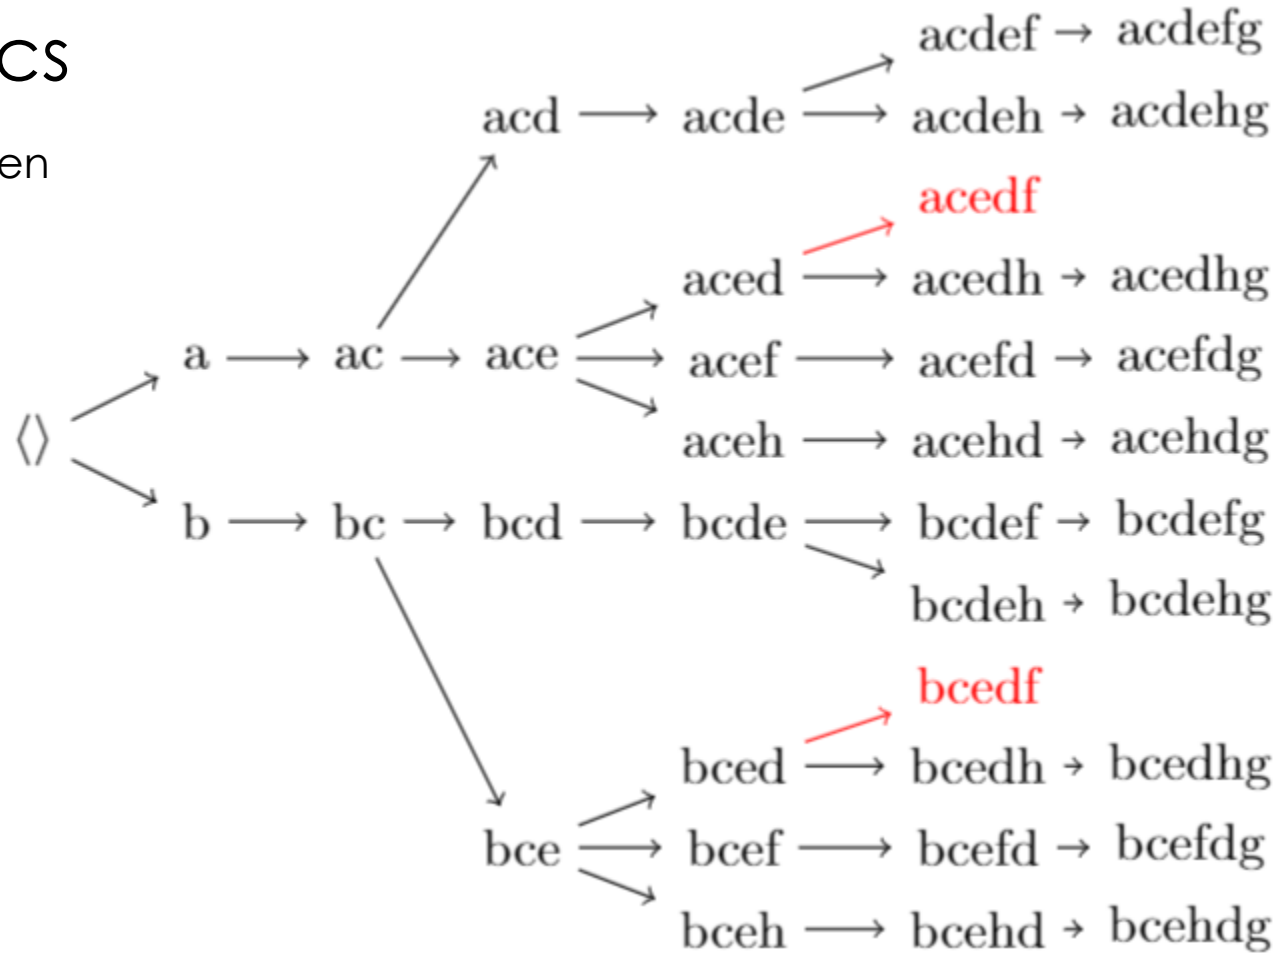 cs
en
acdef → acdefg
acd → acde → acdeh → acdehg
acedf
aced → acedh → acedhg
a → ac → ace → acef → acefd → acefdg
⟨⟩
aceh → acehd → acehdg
b → bc → bcd → bcde → bcdef → bcdefg
bcdeh → bcdehg
bcedf
bced → bcedh → bcedhg
bce → bcef → bcefd → bcefdg
bceh → bcehd → bcehdg